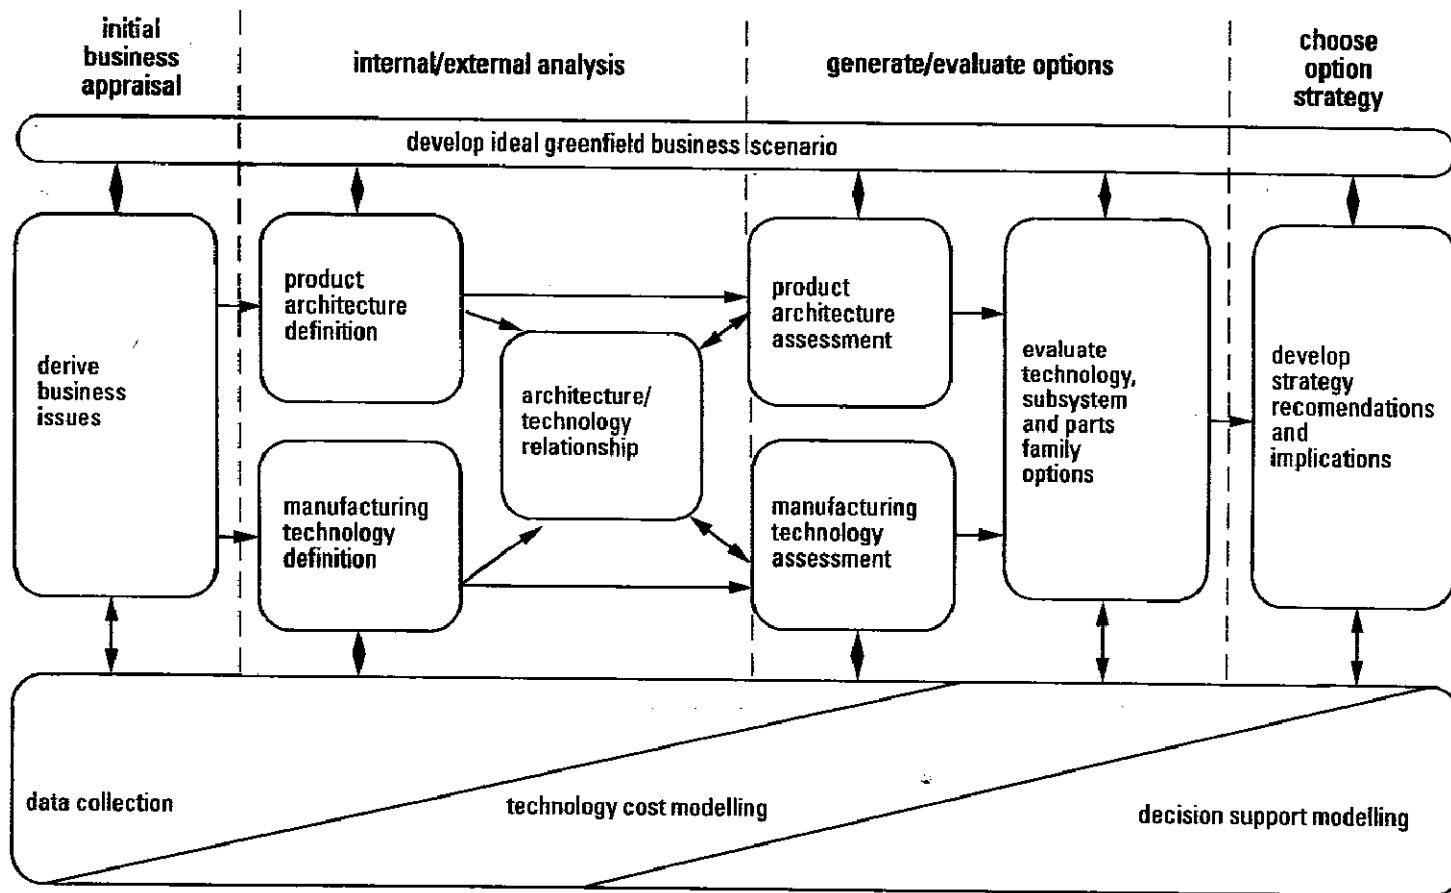 initial
business
appraisal
internal/external analysis
generate/evaluate options
choose
option
strategy
develop ideal greenfield business scenario
derive
business
issues
product
architecture
definition
manufacturing
technology
definition
architecture/
technology
relationship
product
architecture
assessment
manufacturing
technology
assessment
evaluate
technology,
subsystem
and parts
family
options
develop
strategy
recomendations
and
implications
data collection
technology cost modelling
decision support modelling